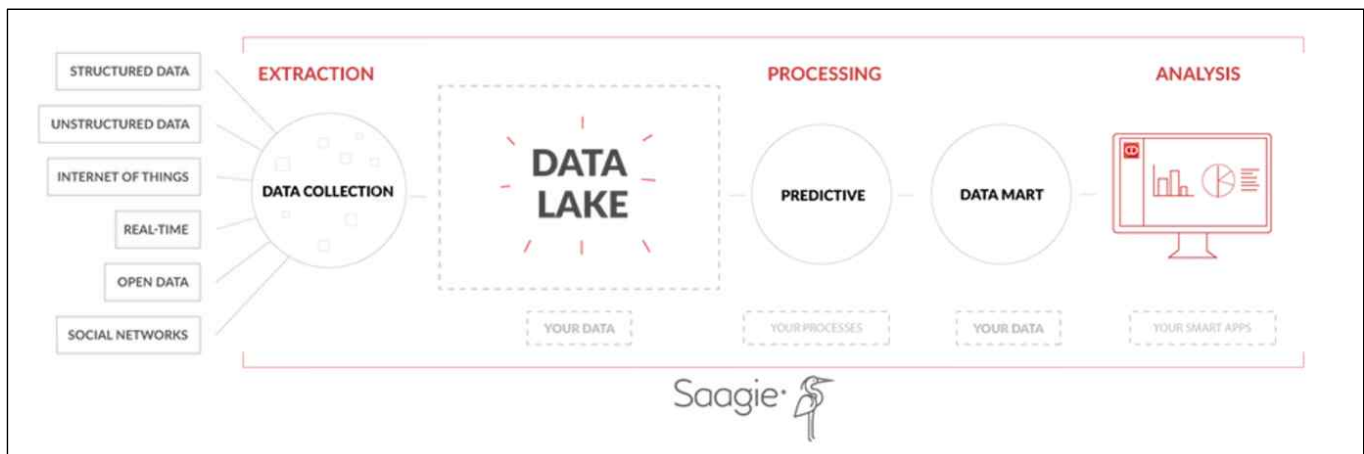 STRUCTURED DATA
UNSTRUCTURED DATA
INTERNET OF THINGS
REAL-TIME
OPEN DATA
SOCIAL NETWORKS
EXTRACTION
DATA COLLECTION
DATA
LAKE
YOUR DATA
PROCESSING
PREDICTIVE
YOUR PROCESSES
DATA MART
YOUR DATA
ANALYSIS
YOUR SMART APPS
Saagie